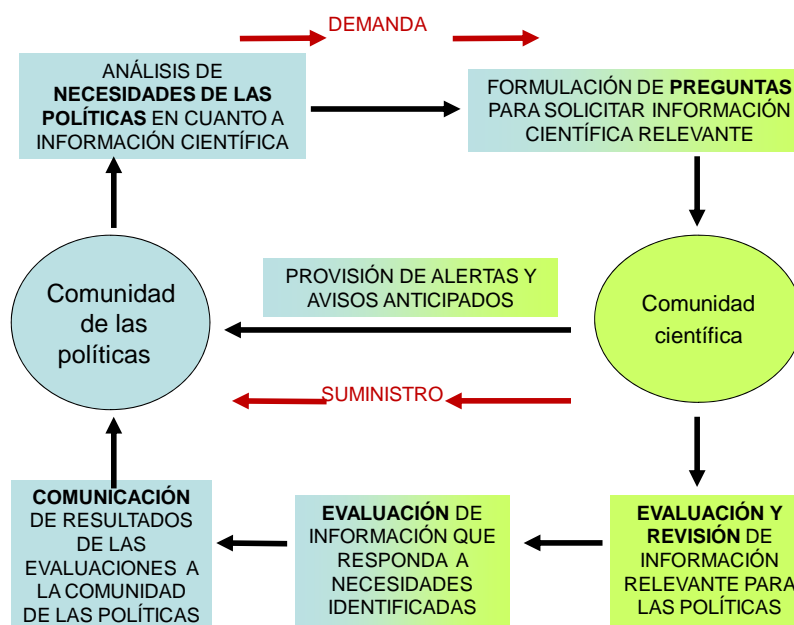 DEMANDA
ANÁLISIS DE
NECESIDADES DE LAS
POLÍTICAS EN CUANTO A
INFORMACIÓN CIENTÍFICA
FORMULACIÓN DE PREGUNTAS
PARA SOLICITAR INFORMACIÓN
CIENTÍFICA RELEVANTE
Comunidad
de las
políticas
PROVISIÓN DE ALERTAS Y
AVISOS ANTICIPADOS
Comunidad
científica
SUMINISTRO
COMUNICACIÓN
DE RESULTADOS
DE LAS
EVALUACIONES A
LA COMUNIDAD
DE LAS POLÍTICAS
EVALUACIÓN DE
INFORMACIÓN QUE
RESPONDA A
NECESIDADES
IDENTIFICADAS
EVALUACIÓN Y
REVISIÓN DE
INFORMACIÓN
RELEVANTE PARA
LAS POLÍTICAS